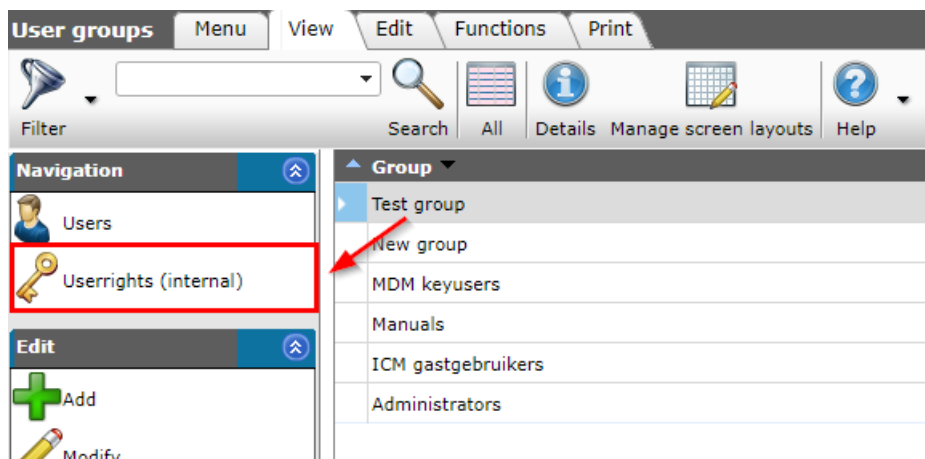 User groups Menu View Edit Functions Print
Filter Search All Details Manage screen layouts Help
Navigation
Users
Userrights (internal)
Edit
Add
Modify
Group
Test group
New group
MDM keyusers
Manuals
ICM gastgebruikers
Administrators